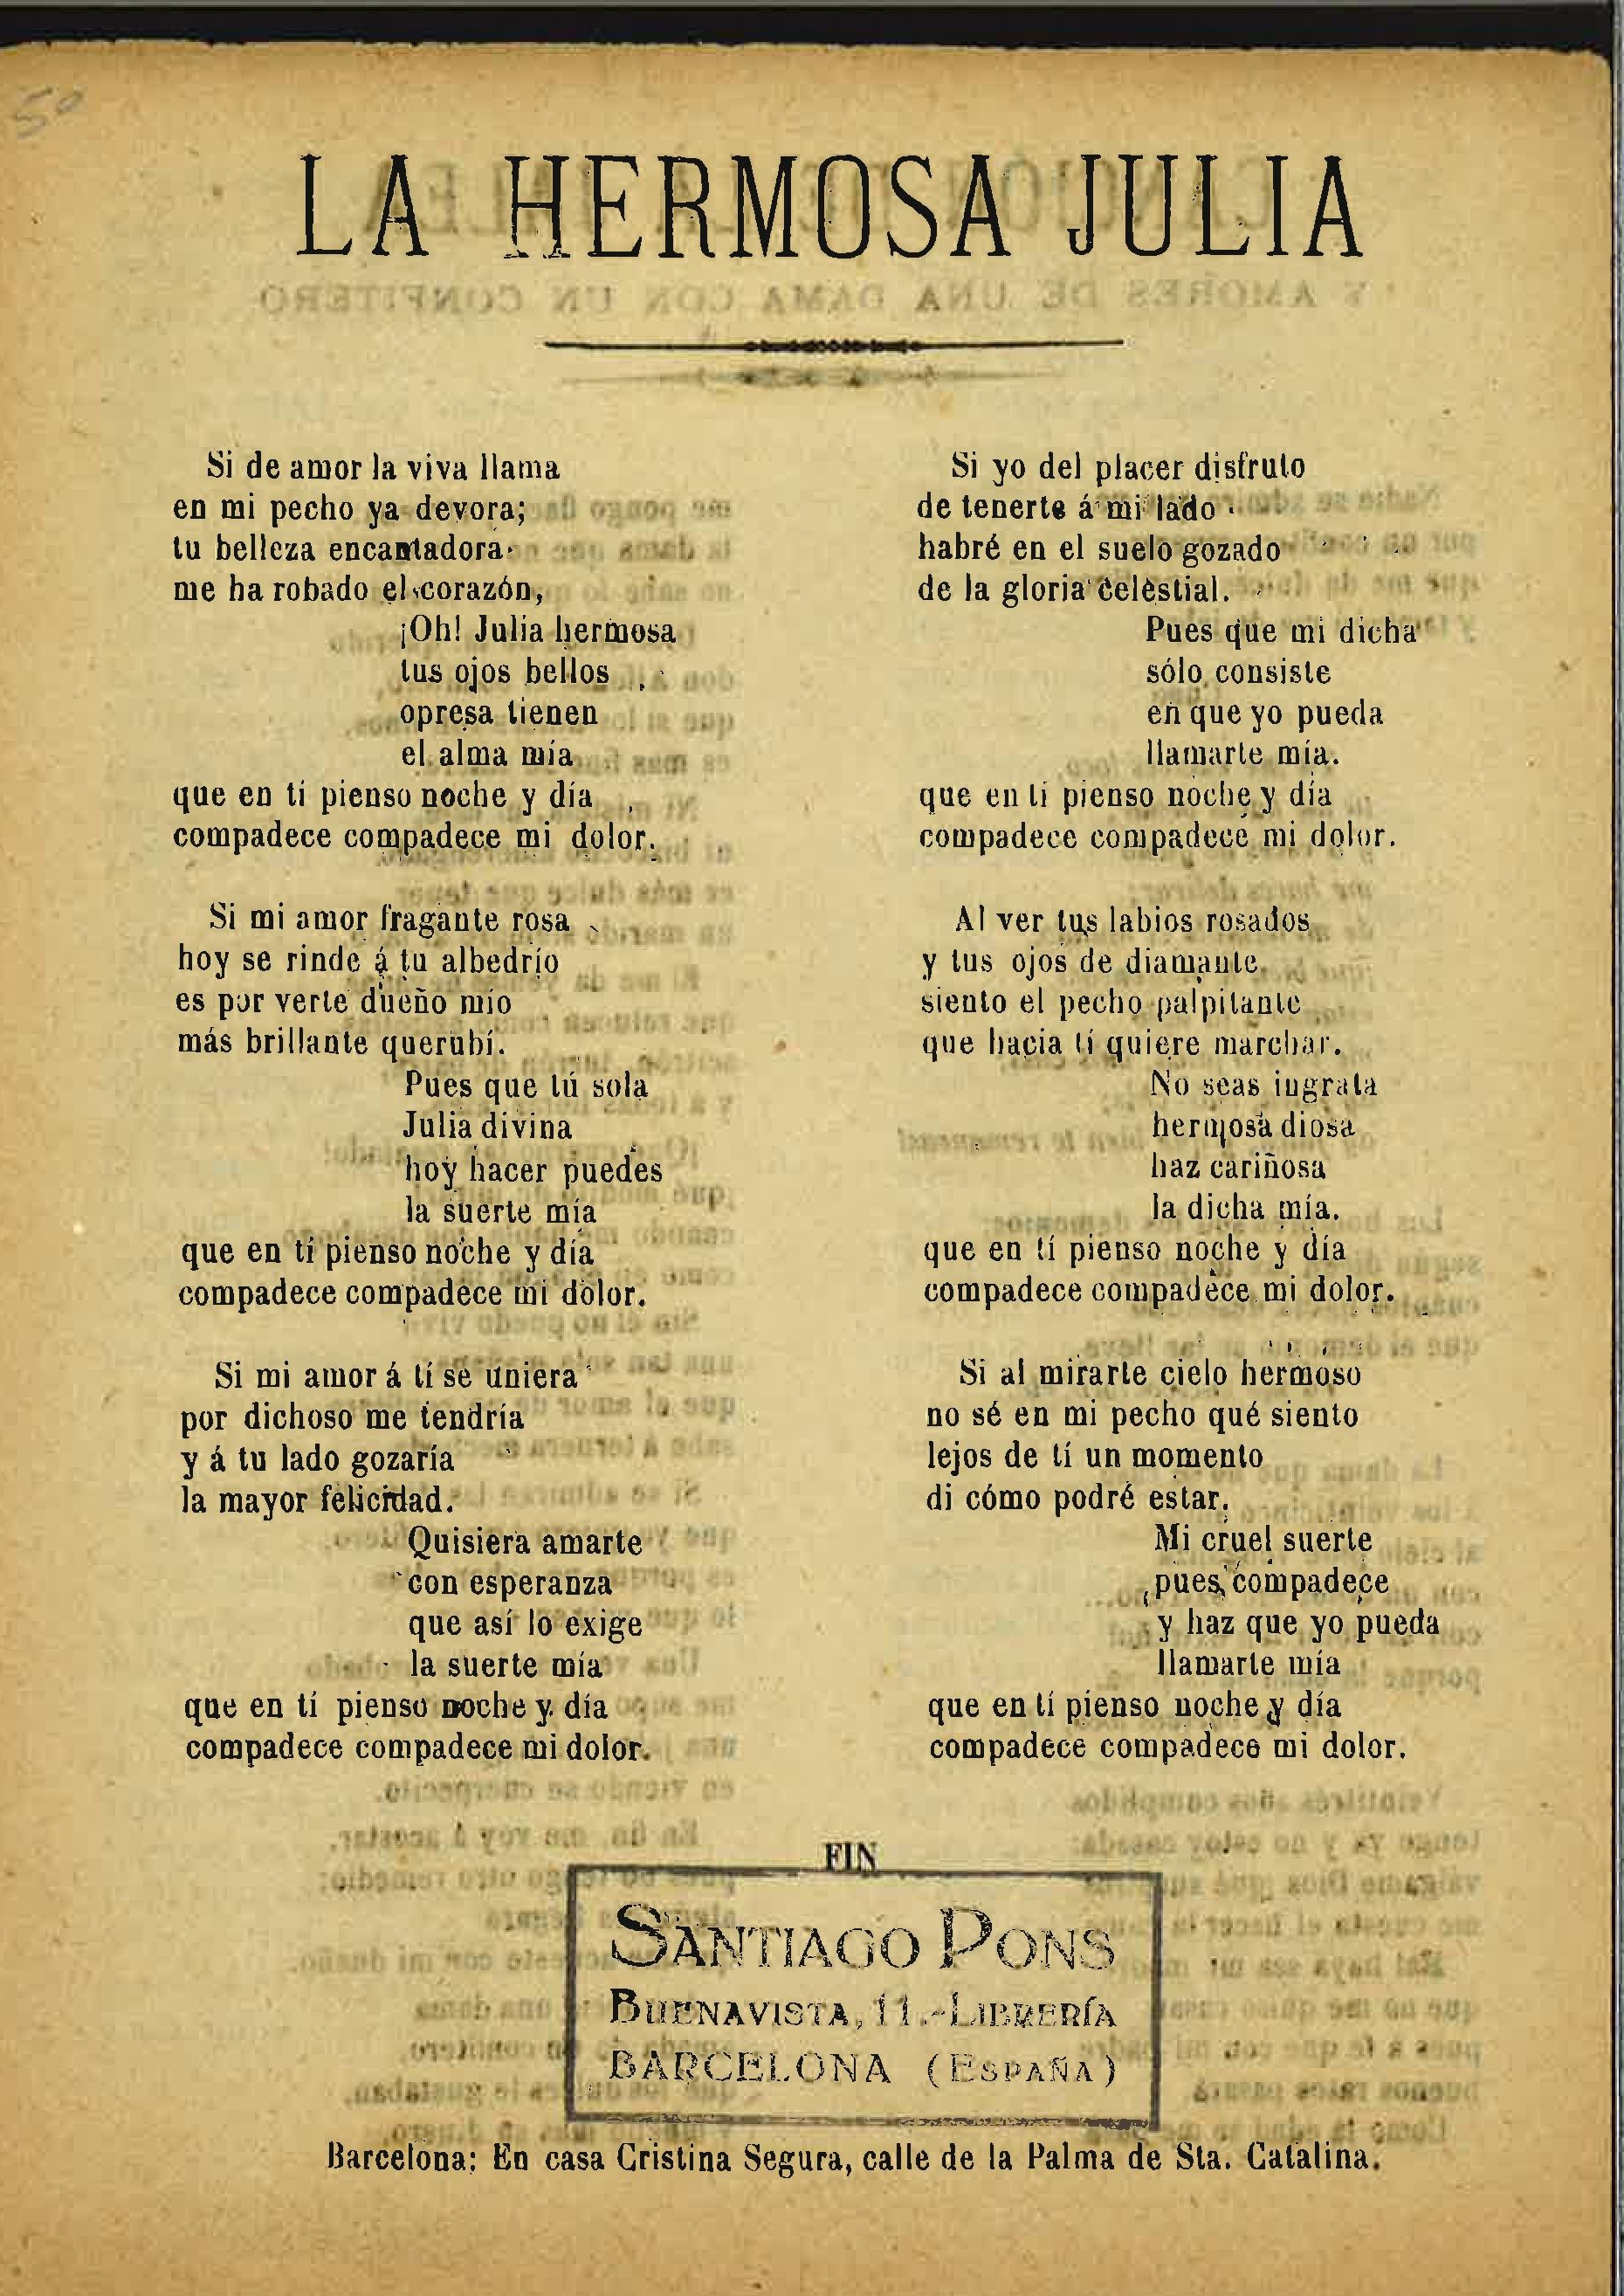 50
LA HERMOSA JULIA
Si de amor la viva llama
en mi pecho ya devora;
tu belleza encantadora
me ha robado el corazón,
¡Oh! Julia hermosa
tus ojos bellos
opresa tienen
el alma mía
que en tí pienso noche y día
compadece compadece mi dolor.
Si mi amor fragante rosa
hoy se rinde á tu albedrío
es por verte dueño mío
más brillante querubí.
Pues que tú sola
Julia divina
hoy hacer puedes
la suerte mía
que en tí pienso noche y día
compadece compadece mi dolor.
Si mi amor á tí se uniera
por dichoso me tendría
y á tu lado gozaría
la mayor felicidad.
Quisiera amarte
con esperanza
que así lo exige
la suerte mía
que en tí pienso noche y día
compadece compadece mi dolor.
Si yo del placer disfruto
de tenerte á mi lado
habré en el suelo gozado
de la gloria celestial.
Pues que mi dicha
sólo consiste
en que yo pueda
llamarte mía.
que en tí pienso noche y día
compadece compadece mi dolor.
Al ver tus labios rosados
y tus ojos de diamante
siento el pecho palpitante
que hacia tí quiere marchar.
No seas ingrata
hermosa diosa
haz cariñosa
la dicha mía.
que en tí pienso noche y día
compadece compadece mi dolor.
Si al mirarte cielo hermoso
no sé en mi pecho qué siento
lejos de tí un momento
di cómo podré estar.
Mi cruel suerte
pues compadece
y haz que yo pueda
llamarte mía
que en tí pienso noche y día
compadece compadece mi dolor.
FIN
SANTIAGO PONS
BUENAVISTA, 11.-LIBRERÍA
BARCELONA (ESPAÑA)
Barcelona: En casa Cristina Segura, calle de la Palma de Sta. Catalina.